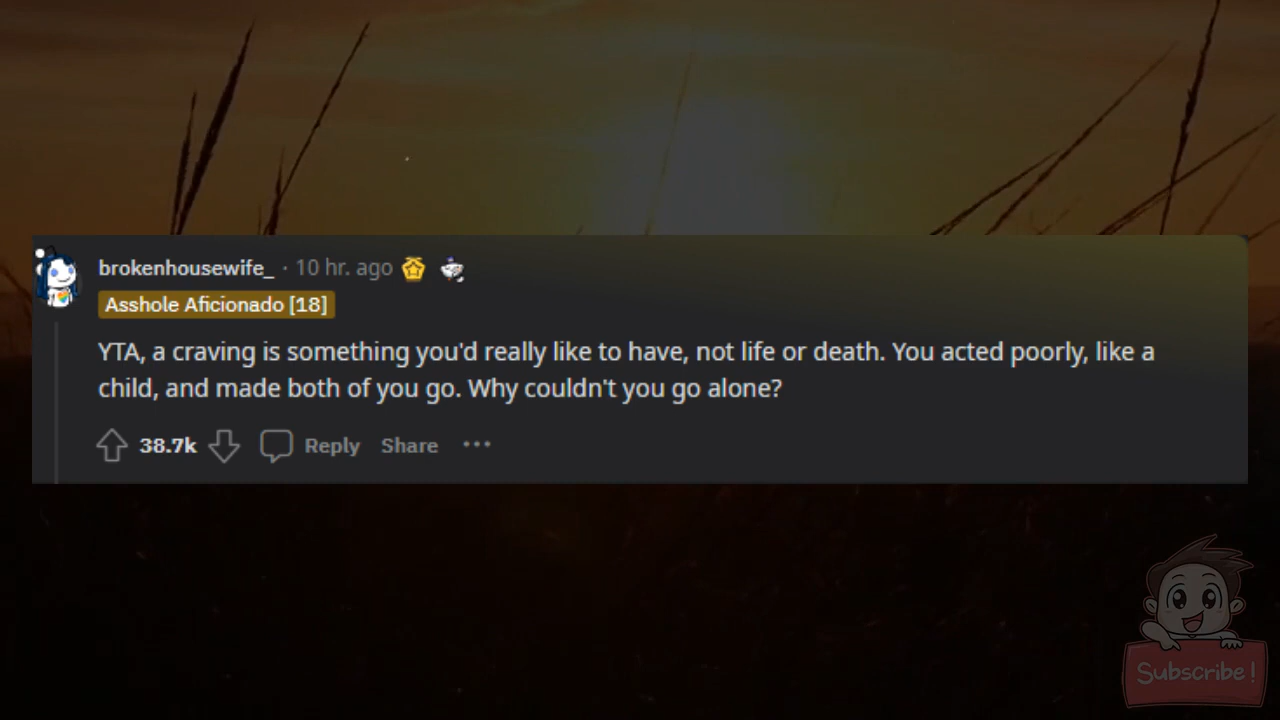 brokenhousewife_ · 10 hr. ago
Asshole Aficionado [18]
YTA, a craving is something you'd really like to have, not life or death. You acted poorly, like a
child, and made both of you go. Why couldn't you go alone?
38.7k Reply Share ···
Subscribe!